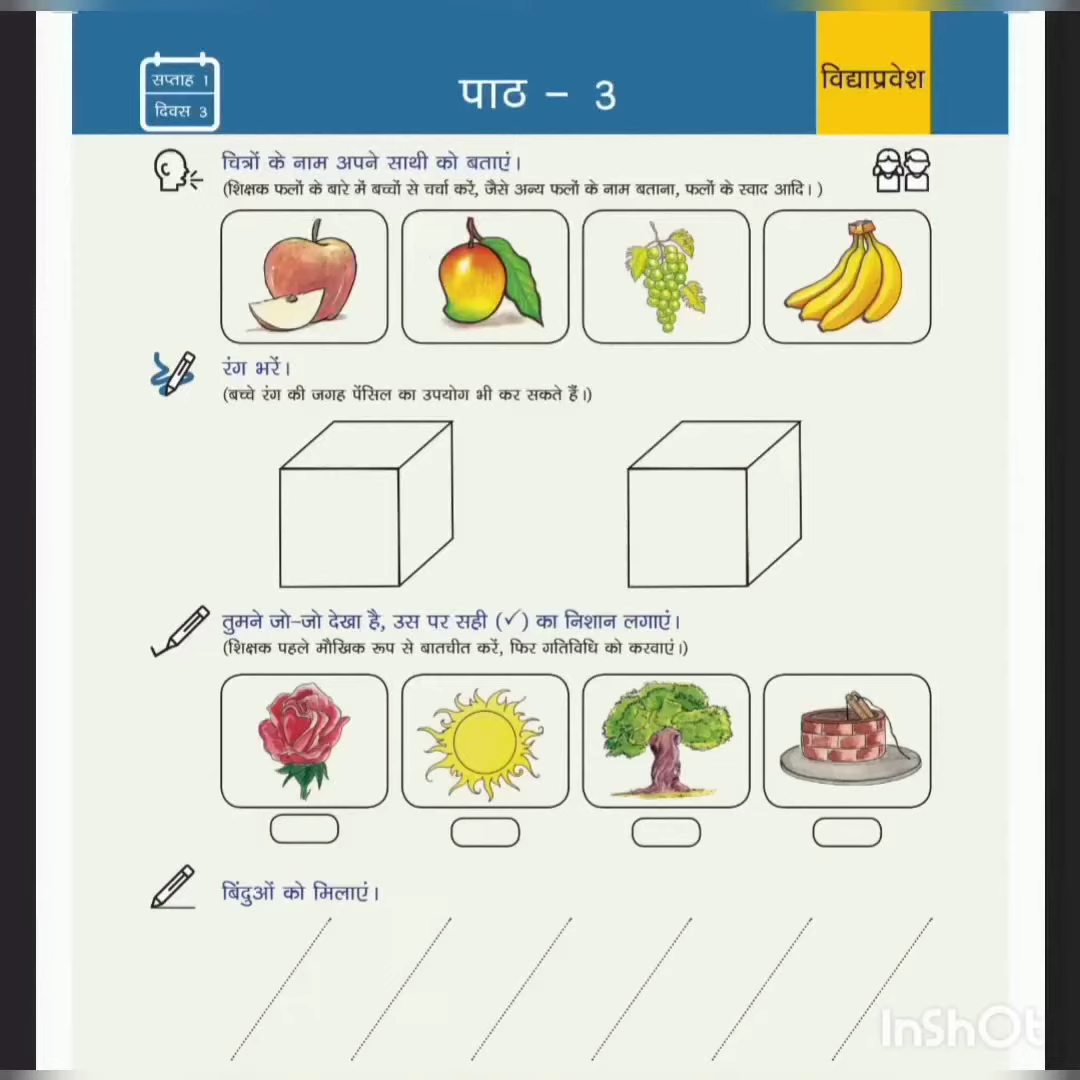 सप्ताह 1
दिवस 3
पाठ – 3
विद्याप्रवेश
चित्रों के नाम अपने साथी को बताएं।
(शिक्षक फलों के बारे में बच्चों से चर्चा करें, जैसे अन्य फलों के नाम बताना, फलों के स्वाद आदि। )
रंग भरें।
(बच्चे रंग की जगह पेंसिल का उपयोग भी कर सकते हैं।)
तुमने जो–जो देखा है, उस पर सही (✓) का निशान लगाएं।
(शिक्षक पहले मौखिक रूप से बातचीत करें, फिर गतिविधि को करवाएं।)
बिंदुओं को मिलाएं।
InShOt